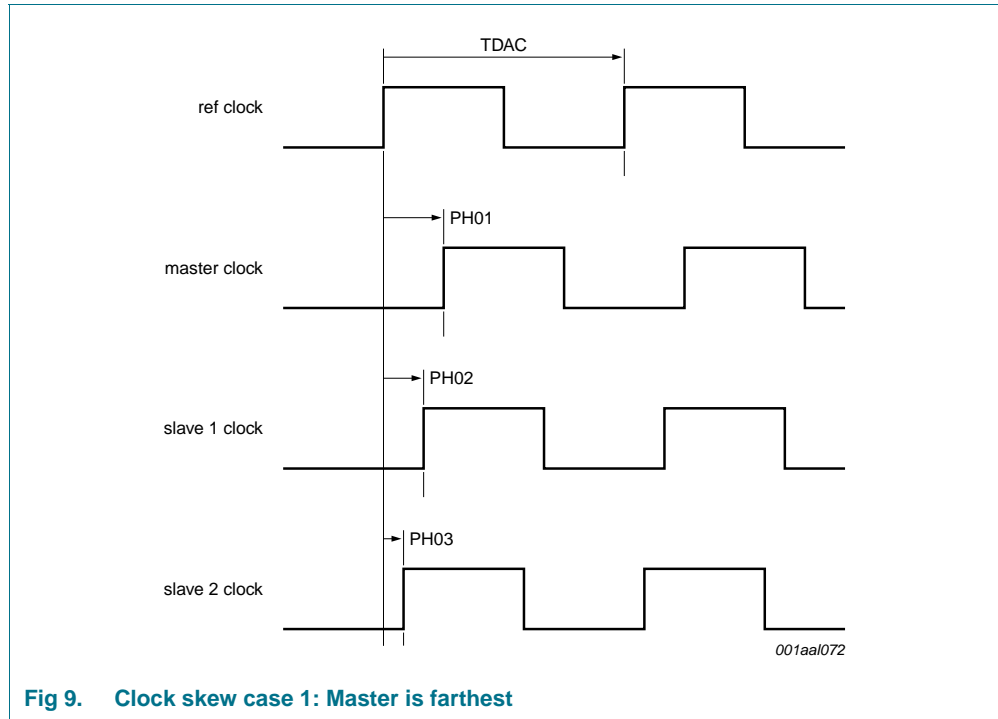 TDAC
ref clock
PH01
master clock
PH02
slave 1 clock
PH03
slave 2 clock
001aal072
Fig 9. Clock skew case 1: Master is farthest